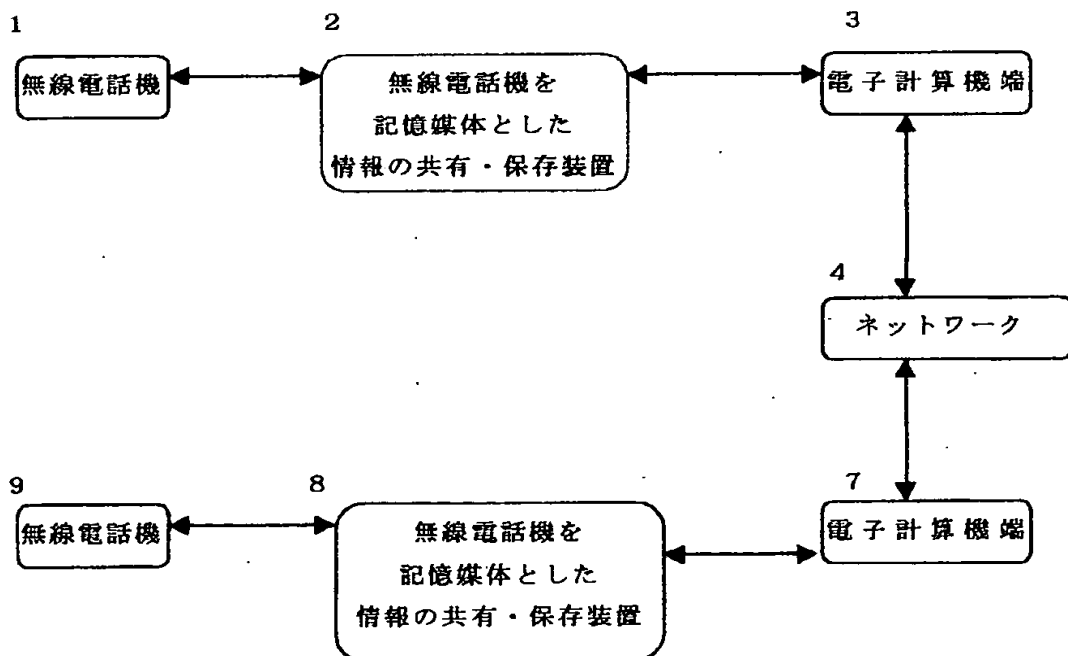 1
2
3
無線電話機
無線電話機を
記憶媒体とした
情報の共有・保存装置
電子計算機端
4
ネットワーク
9
8
7
無線電話機
無線電話機を
記憶媒体とした
情報の共有・保存装置
電子計算機端